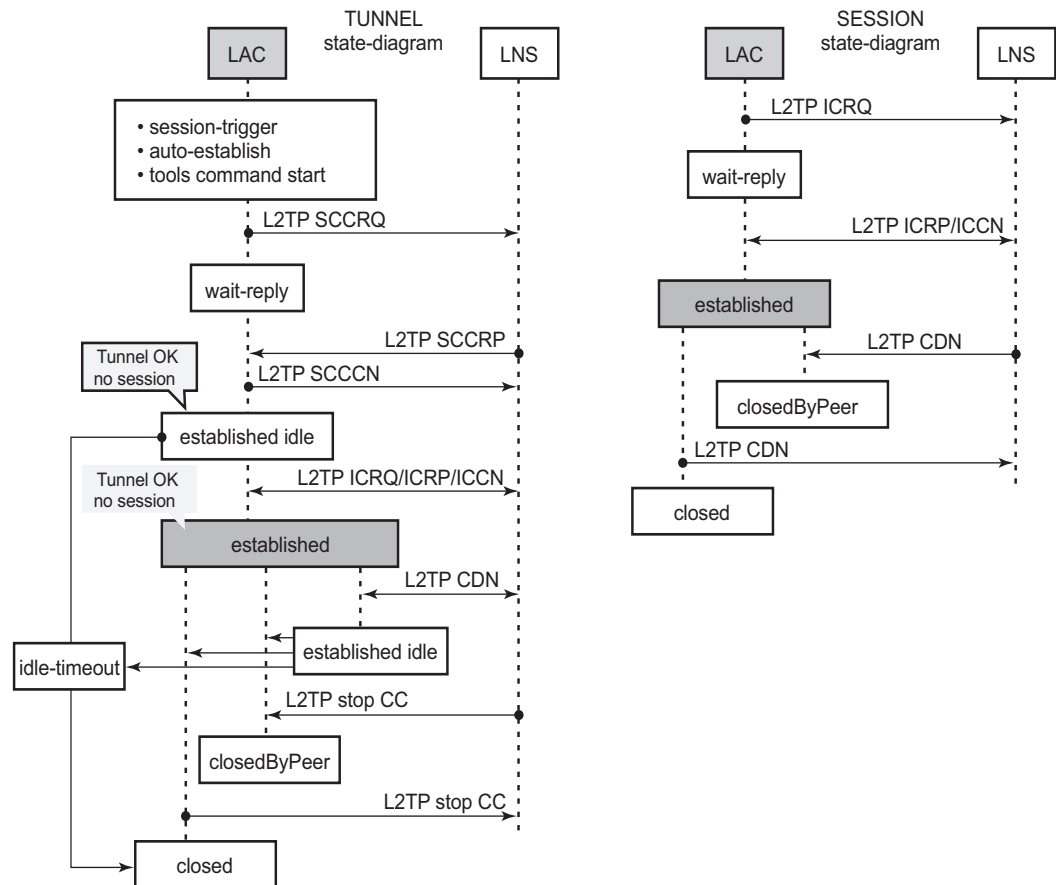 TUNNEL
state-diagram
LAC
LNS
• session-trigger
• auto-establish
• tools command start
L2TP SCCRQ
wait-reply
L2TP SCCRP
Tunnel OK
no session
L2TP SCCCN
established idle
Tunnel OK
no session
L2TP ICRQ/ICRP/ICCN
established
L2TP CDN
established idle
idle-timeout
L2TP stop CC
closedByPeer
L2TP stop CC
closed
SESSION
state-diagram
LAC
LNS
L2TP ICRQ
wait-reply
L2TP ICRP/ICCN
established
L2TP CDN
closedByPeer
L2TP CDN
closed